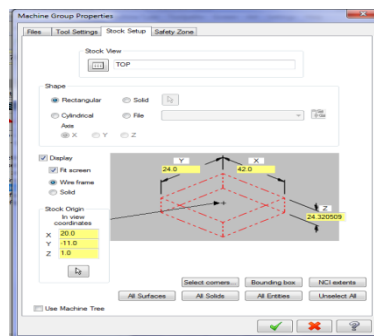 Machine Group Properties
Files Tool Settings Stock Setup Safety Zone
Stock View
TOP
Shape
Rectangular Solid
Cylindrical File
Axis
X Y Z
Display
Fit screen
Wire frame
Solid
Y X
24.0 42.0
Z
24.320509
Stock Origin
In view
coordinates
X 20.0
Y -11.0
Z 1.0
Select corners... Bounding box NCI extents
All Surfaces All Solids All Entities Unselect All
Use Machine Tree